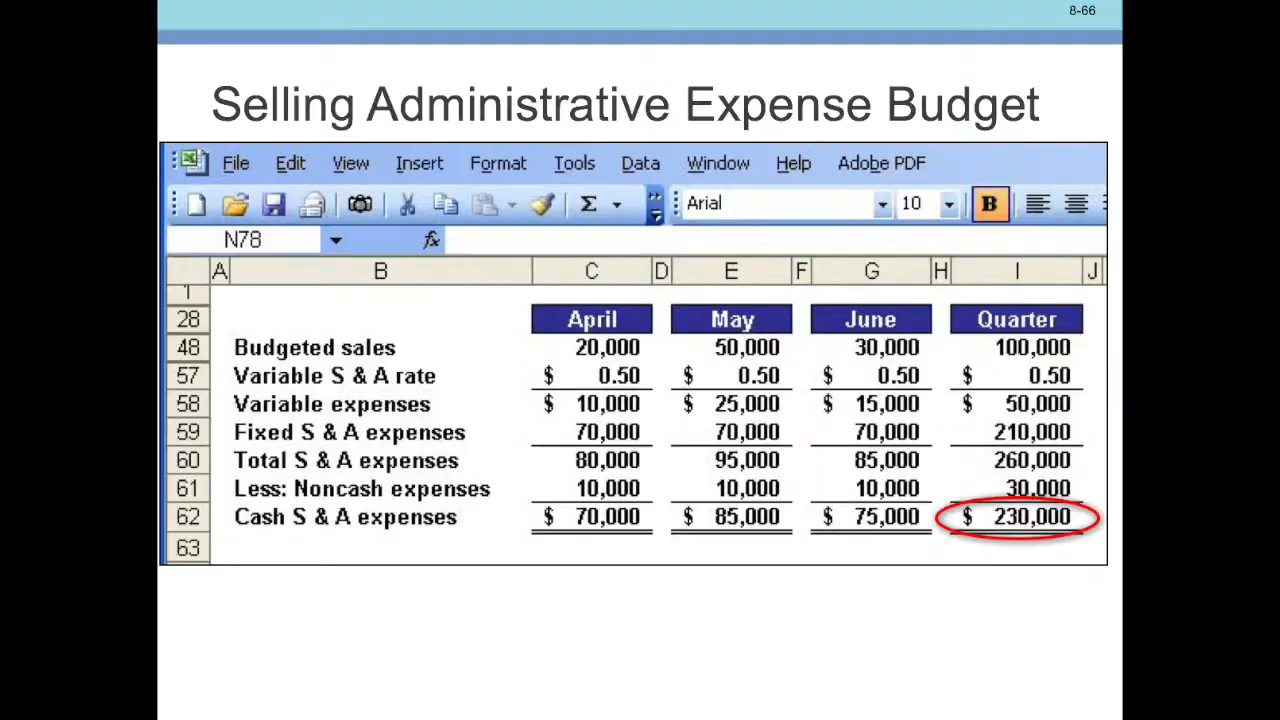 8-66
Selling Administrative Expense Budget
File Edit View Insert Format Tools Data Window Help Adobe PDF
Σ Arial 10 B
N78 fx
A B C D E F G H I J
1
28 April May June Quarter
48 Budgeted sales 20,000 50,000 30,000 100,000
57 Variable S & A rate $ 0.50 $ 0.50 $ 0.50 $ 0.50
58 Variable expenses $ 10,000 $ 25,000 $ 15,000 $ 50,000
59 Fixed S & A expenses 70,000 70,000 70,000 210,000
60 Total S & A expenses 80,000 95,000 85,000 260,000
61 Less: Noncash expenses 10,000 10,000 10,000 30,000
62 Cash S & A expenses $ 70,000 $ 85,000 $ 75,000 $ 230,000
63